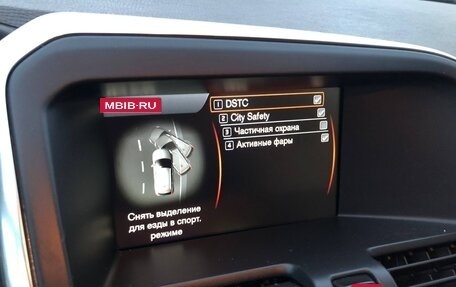 MBIB-RU
1 DSTC
2 City Safety
3 Частичная охрана
4 Активные фары
Снять выделение
для езды в спорт.
режиме